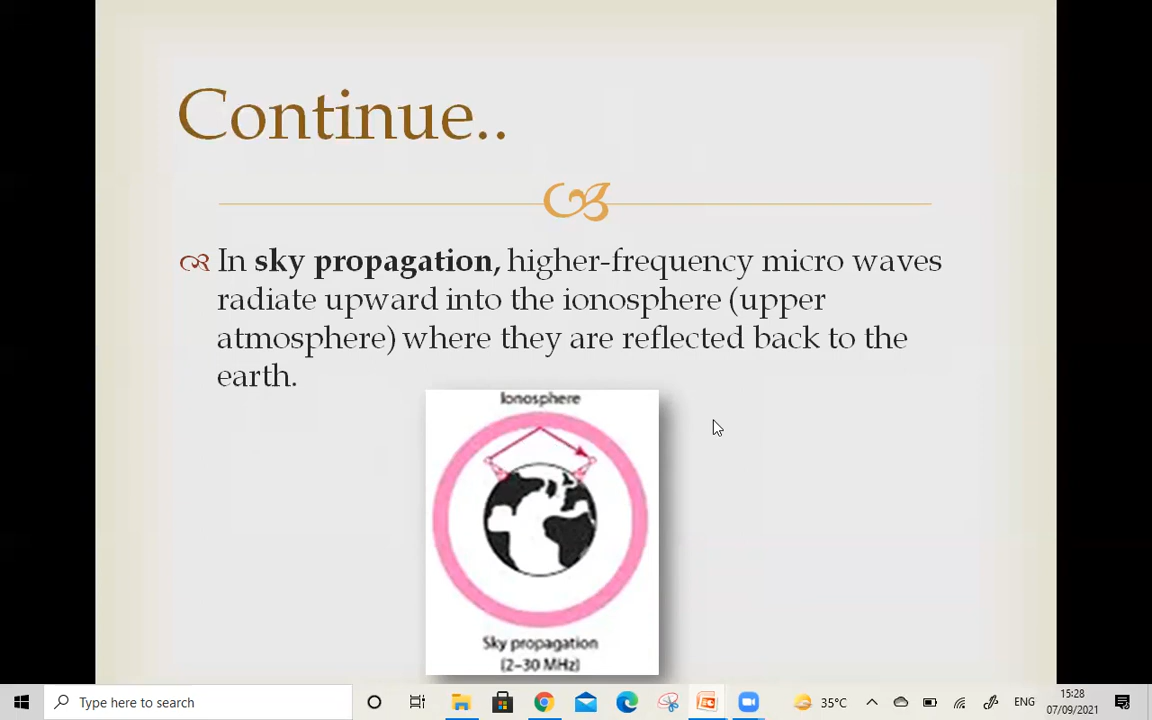 Continue..
In sky propagation, higher-frequency micro waves
radiate upward into the ionosphere (upper
atmosphere) where they are reflected back to the
earth.
Ionosphere
Sky propagation
(2–30 MHz)
Type here to search
35°C
ENG
15:28
07/09/2021